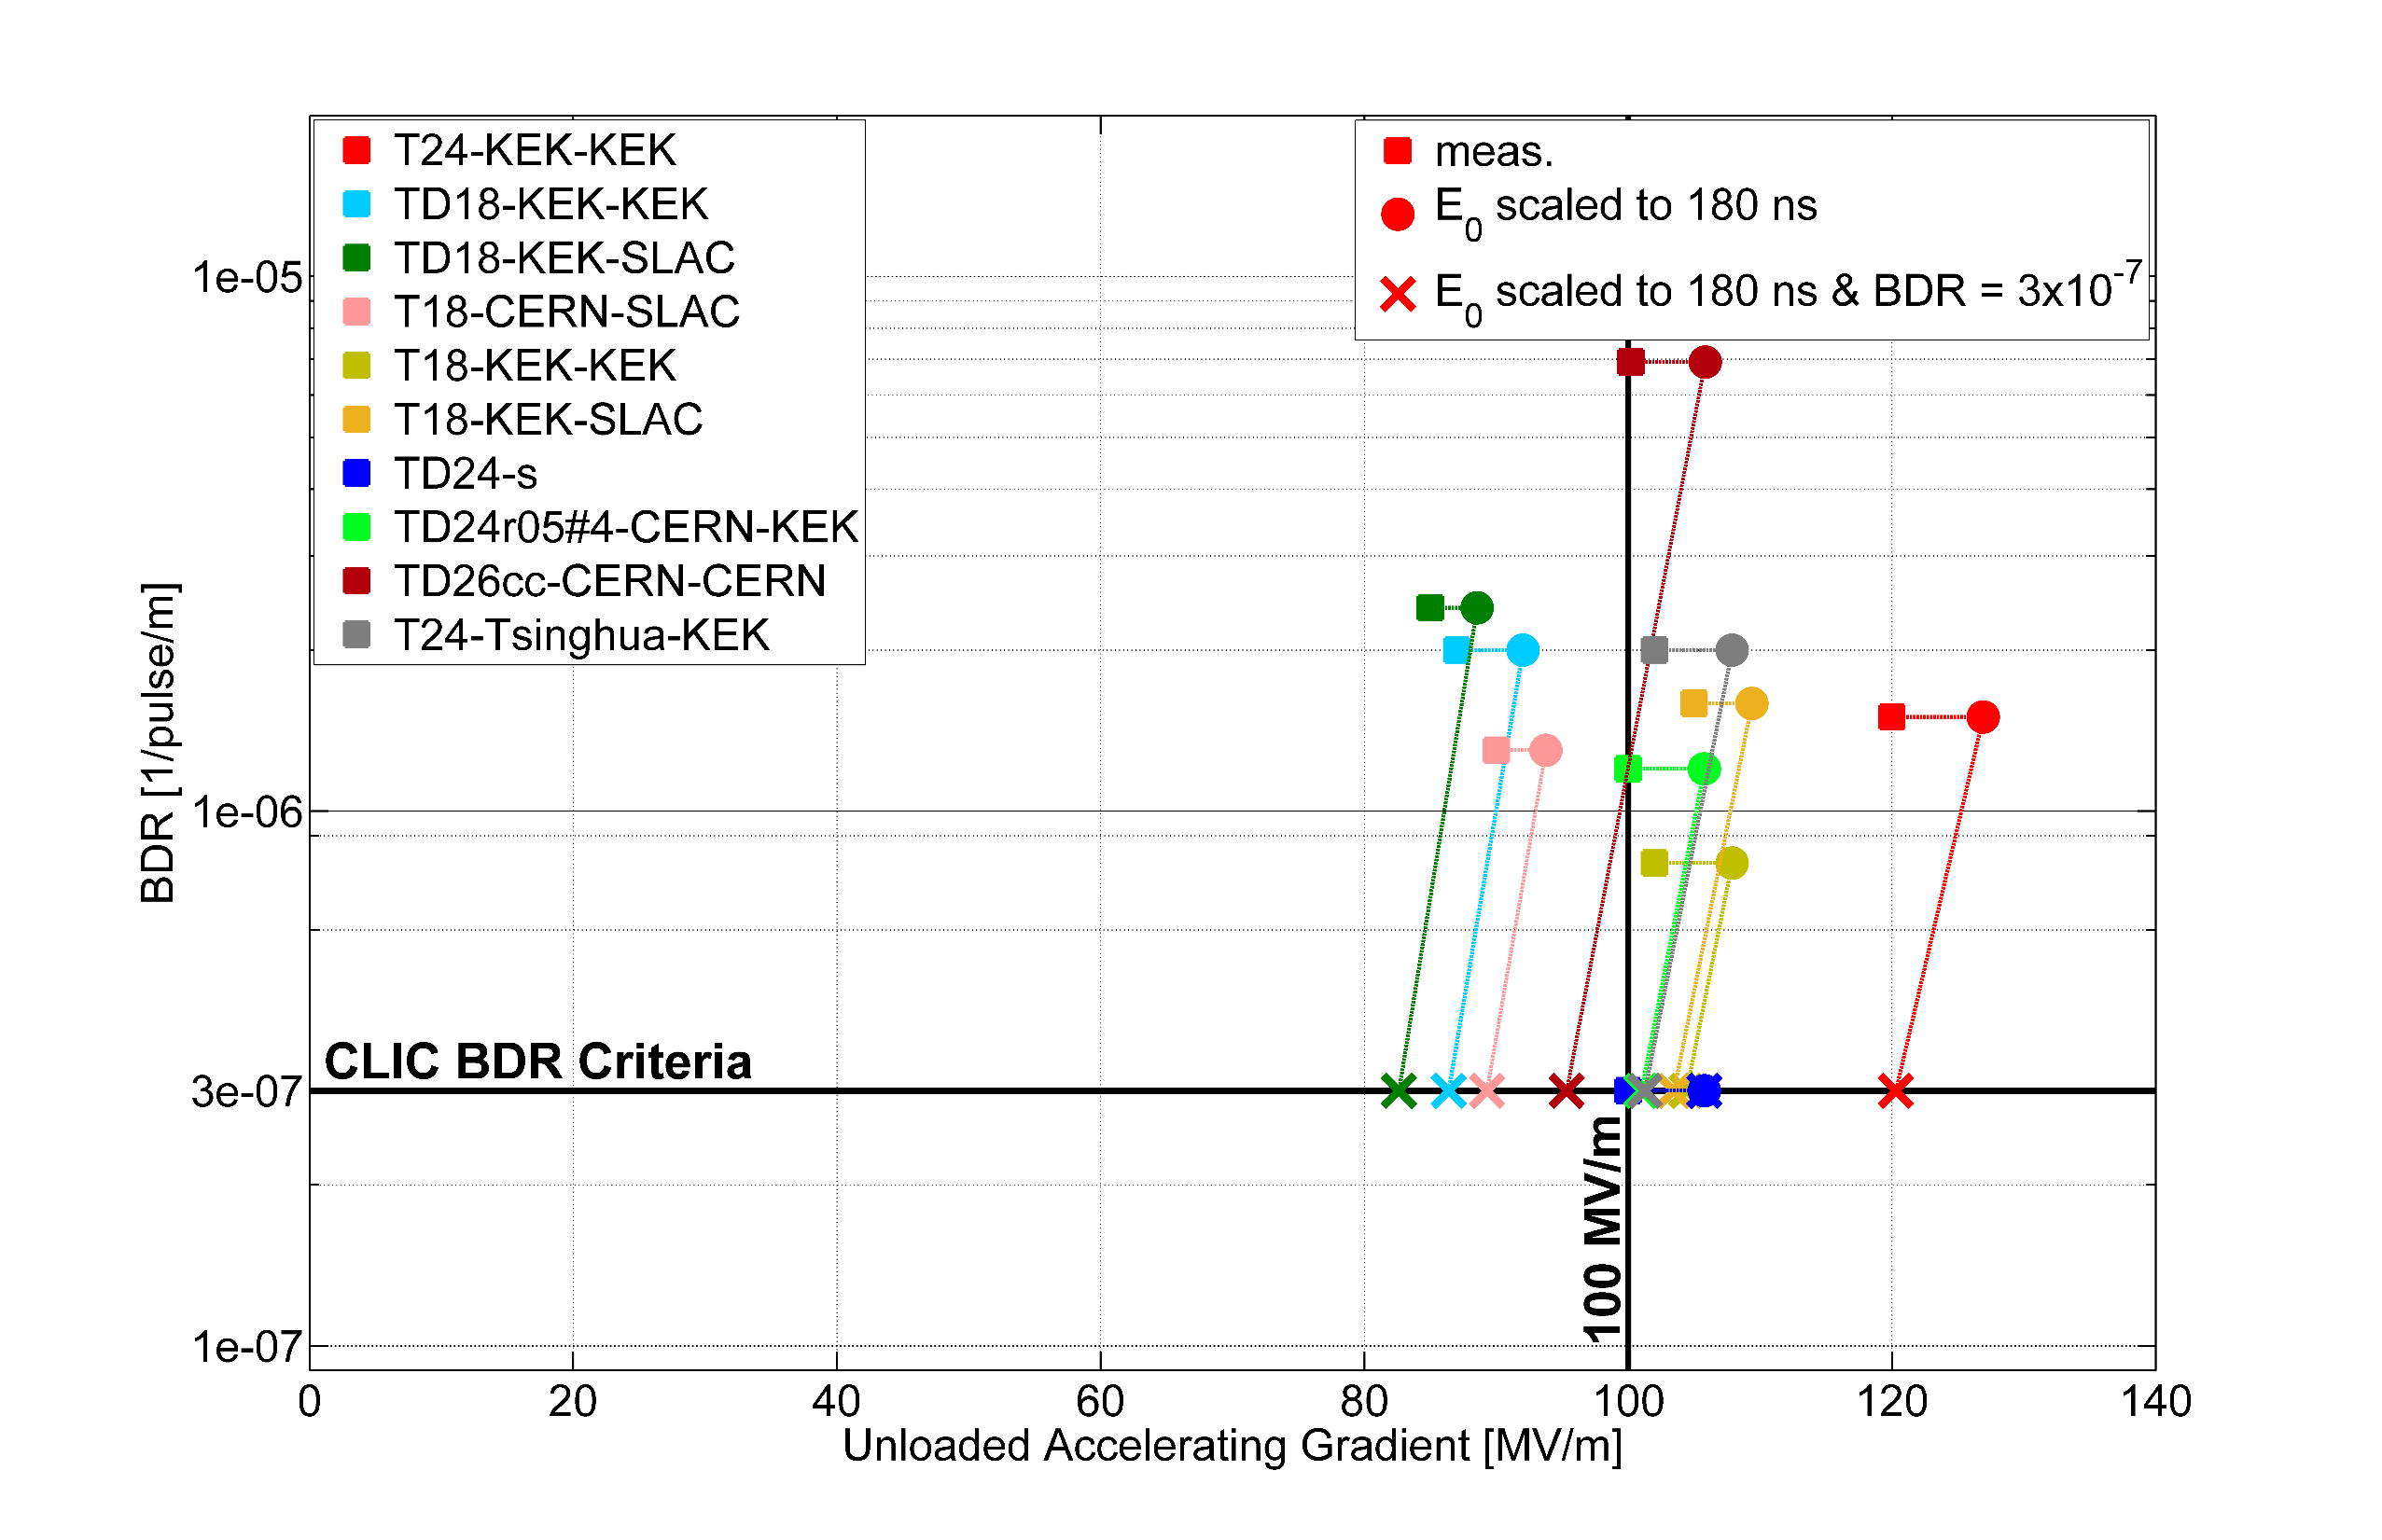 T24-KEK-KEK
TD18-KEK-KEK
TD18-KEK-SLAC
T18-CERN-SLAC
T18-KEK-KEK
T18-KEK-SLAC
TD24-s
TD24r05#4-CERN-KEK
TD26cc-CERN-CERN
T24-Tsinghua-KEK
meas.
E0 scaled to 180 ns
E0 scaled to 180 ns & BDR = 3x10-7
BDR [1/pulse/m]
1e-05
1e-06
3e-07
1e-07
CLIC BDR Criteria
100 MV/m
0 20 40 60 80 100 120 140
Unloaded Accelerating Gradient [MV/m]